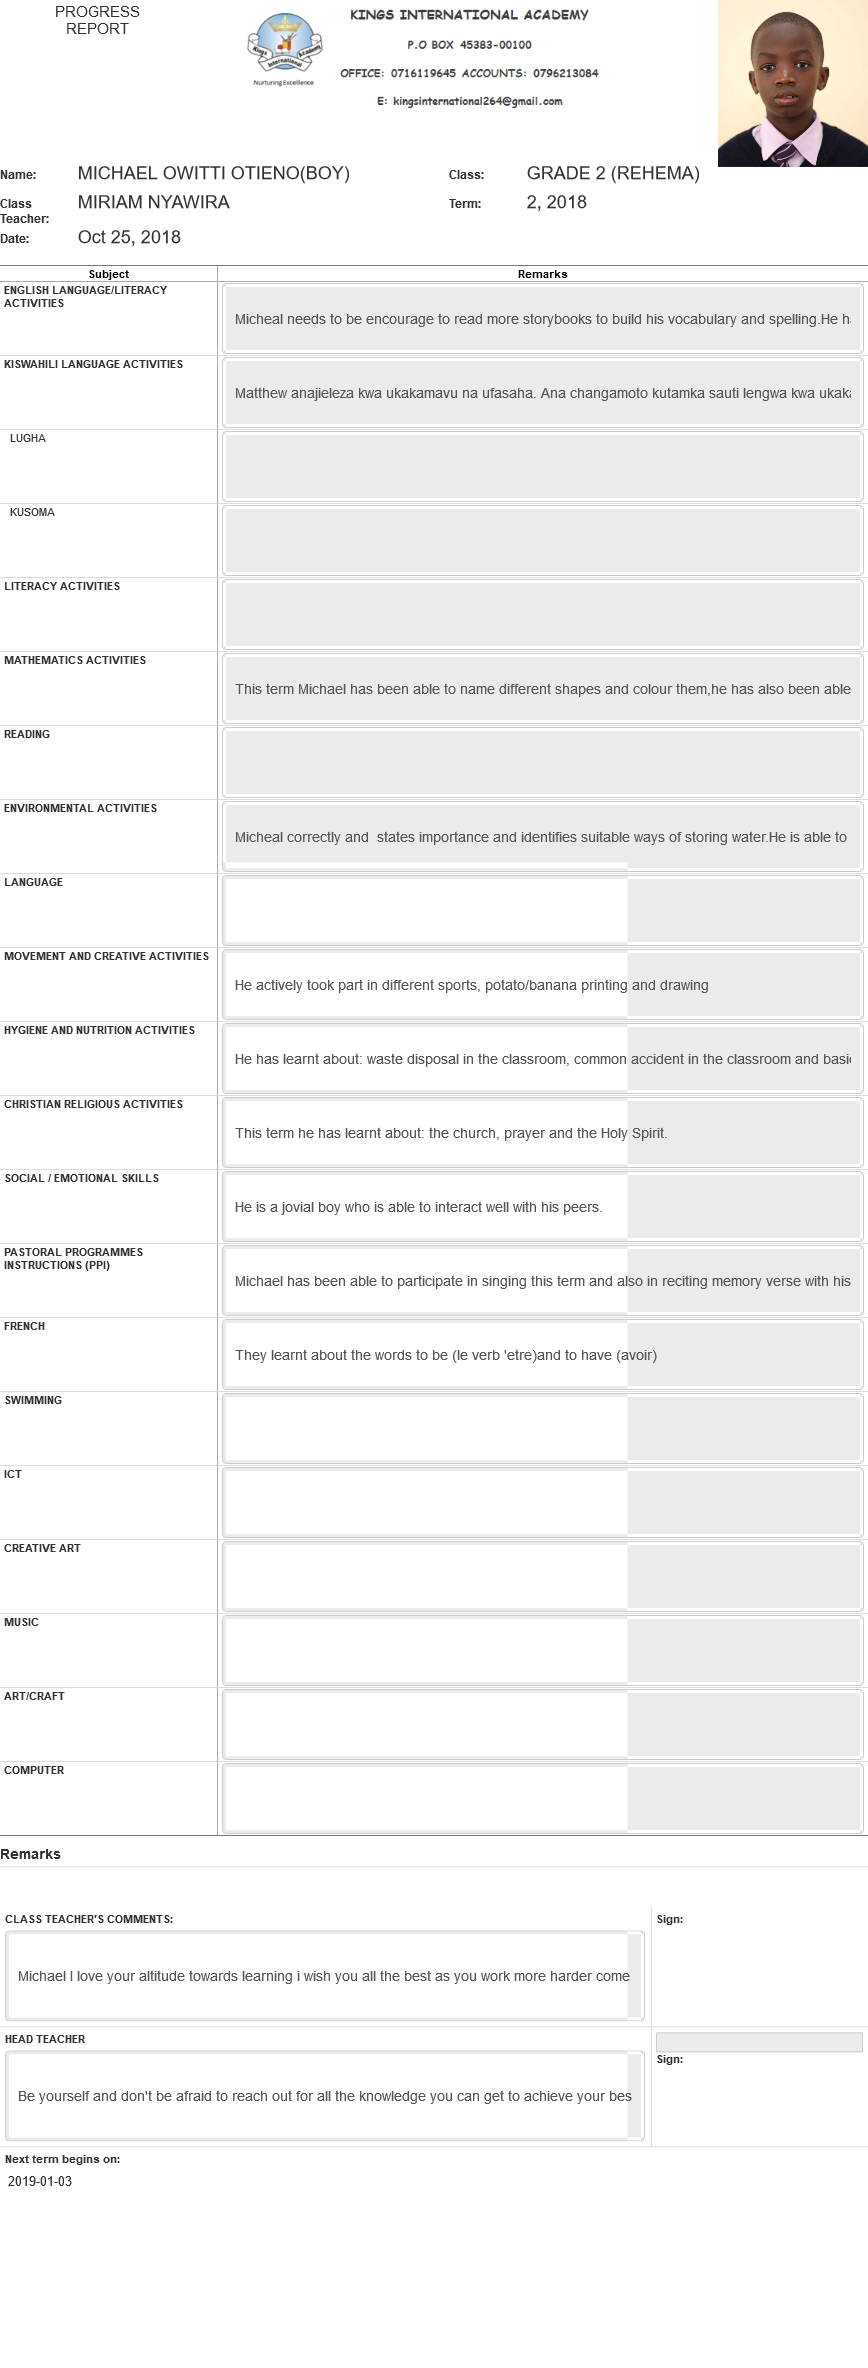 PROGRESS
REPORT
KINGS INTERNATIONAL ACADEMY
P.O BOX 45383-00100
OFFICE: 0716119645 ACCOUNTS: 0796213084
E: kingsinternational264@gmail.com
Kings International Academy
Nurturing Excellence
Name: MICHAEL OWITTI OTIENO(BOY) Class: GRADE 2 (REHEMA)
Class Teacher: MIRIAM NYAWIRA Term: 2, 2018
Date: Oct 25, 2018
Subject Remarks
ENGLISH LANGUAGE/LITERACY
ACTIVITIES
Micheal needs to be encourage to read more storybooks to build his vocabulary and spelling.He
KISWAHILI LANGUAGE ACTIVITIES
Matthew anajieleza kwa ukakamavu na ufasaha. Ana changamoto kutamka sauti lengwa kwa
LUGHA
KUSOMA
LITERACY ACTIVITIES
MATHEMATICS ACTIVITIES
This term Michael has been able to name different shapes and colour them,he has also been able
READING
ENVIRONMENTAL ACTIVITIES
Micheal correctly and  states importance and identifies suitable ways of storing water.He is able to
LANGUAGE
MOVEMENT AND CREATIVE ACTIVITIES
He actively took part in different sports, potato/banana printing and drawing
HYGIENE AND NUTRITION ACTIVITIES
He has learnt about: waste disposal in the classroom, common accident in the classroom and
CHRISTIAN RELIGIOUS ACTIVITIES
This term he has learnt about: the church, prayer and the Holy Spirit.
SOCIAL / EMOTIONAL SKILLS
He is a jovial boy who is able to interact well with his peers.
PASTORAL PROGRAMMES
INSTRUCTIONS (PPI)
Michael has been able to participate in singing this term and also in reciting memory verse with his
FRENCH
They learnt about the words to be (le verb 'etre)and to have (avoir)
SWIMMING
ICT
CREATIVE ART
MUSIC
ART/CRAFT
COMPUTER
Remarks
CLASS TEACHER'S COMMENTS: Sign:
Michael I love your altitude towards learning i wish you all the best as you work more harder come
HEAD TEACHER
Sign:
Be yourself and don't be afraid to reach out for all the knowledge you can get to achieve your bes
Next term begins on:
2019-01-03